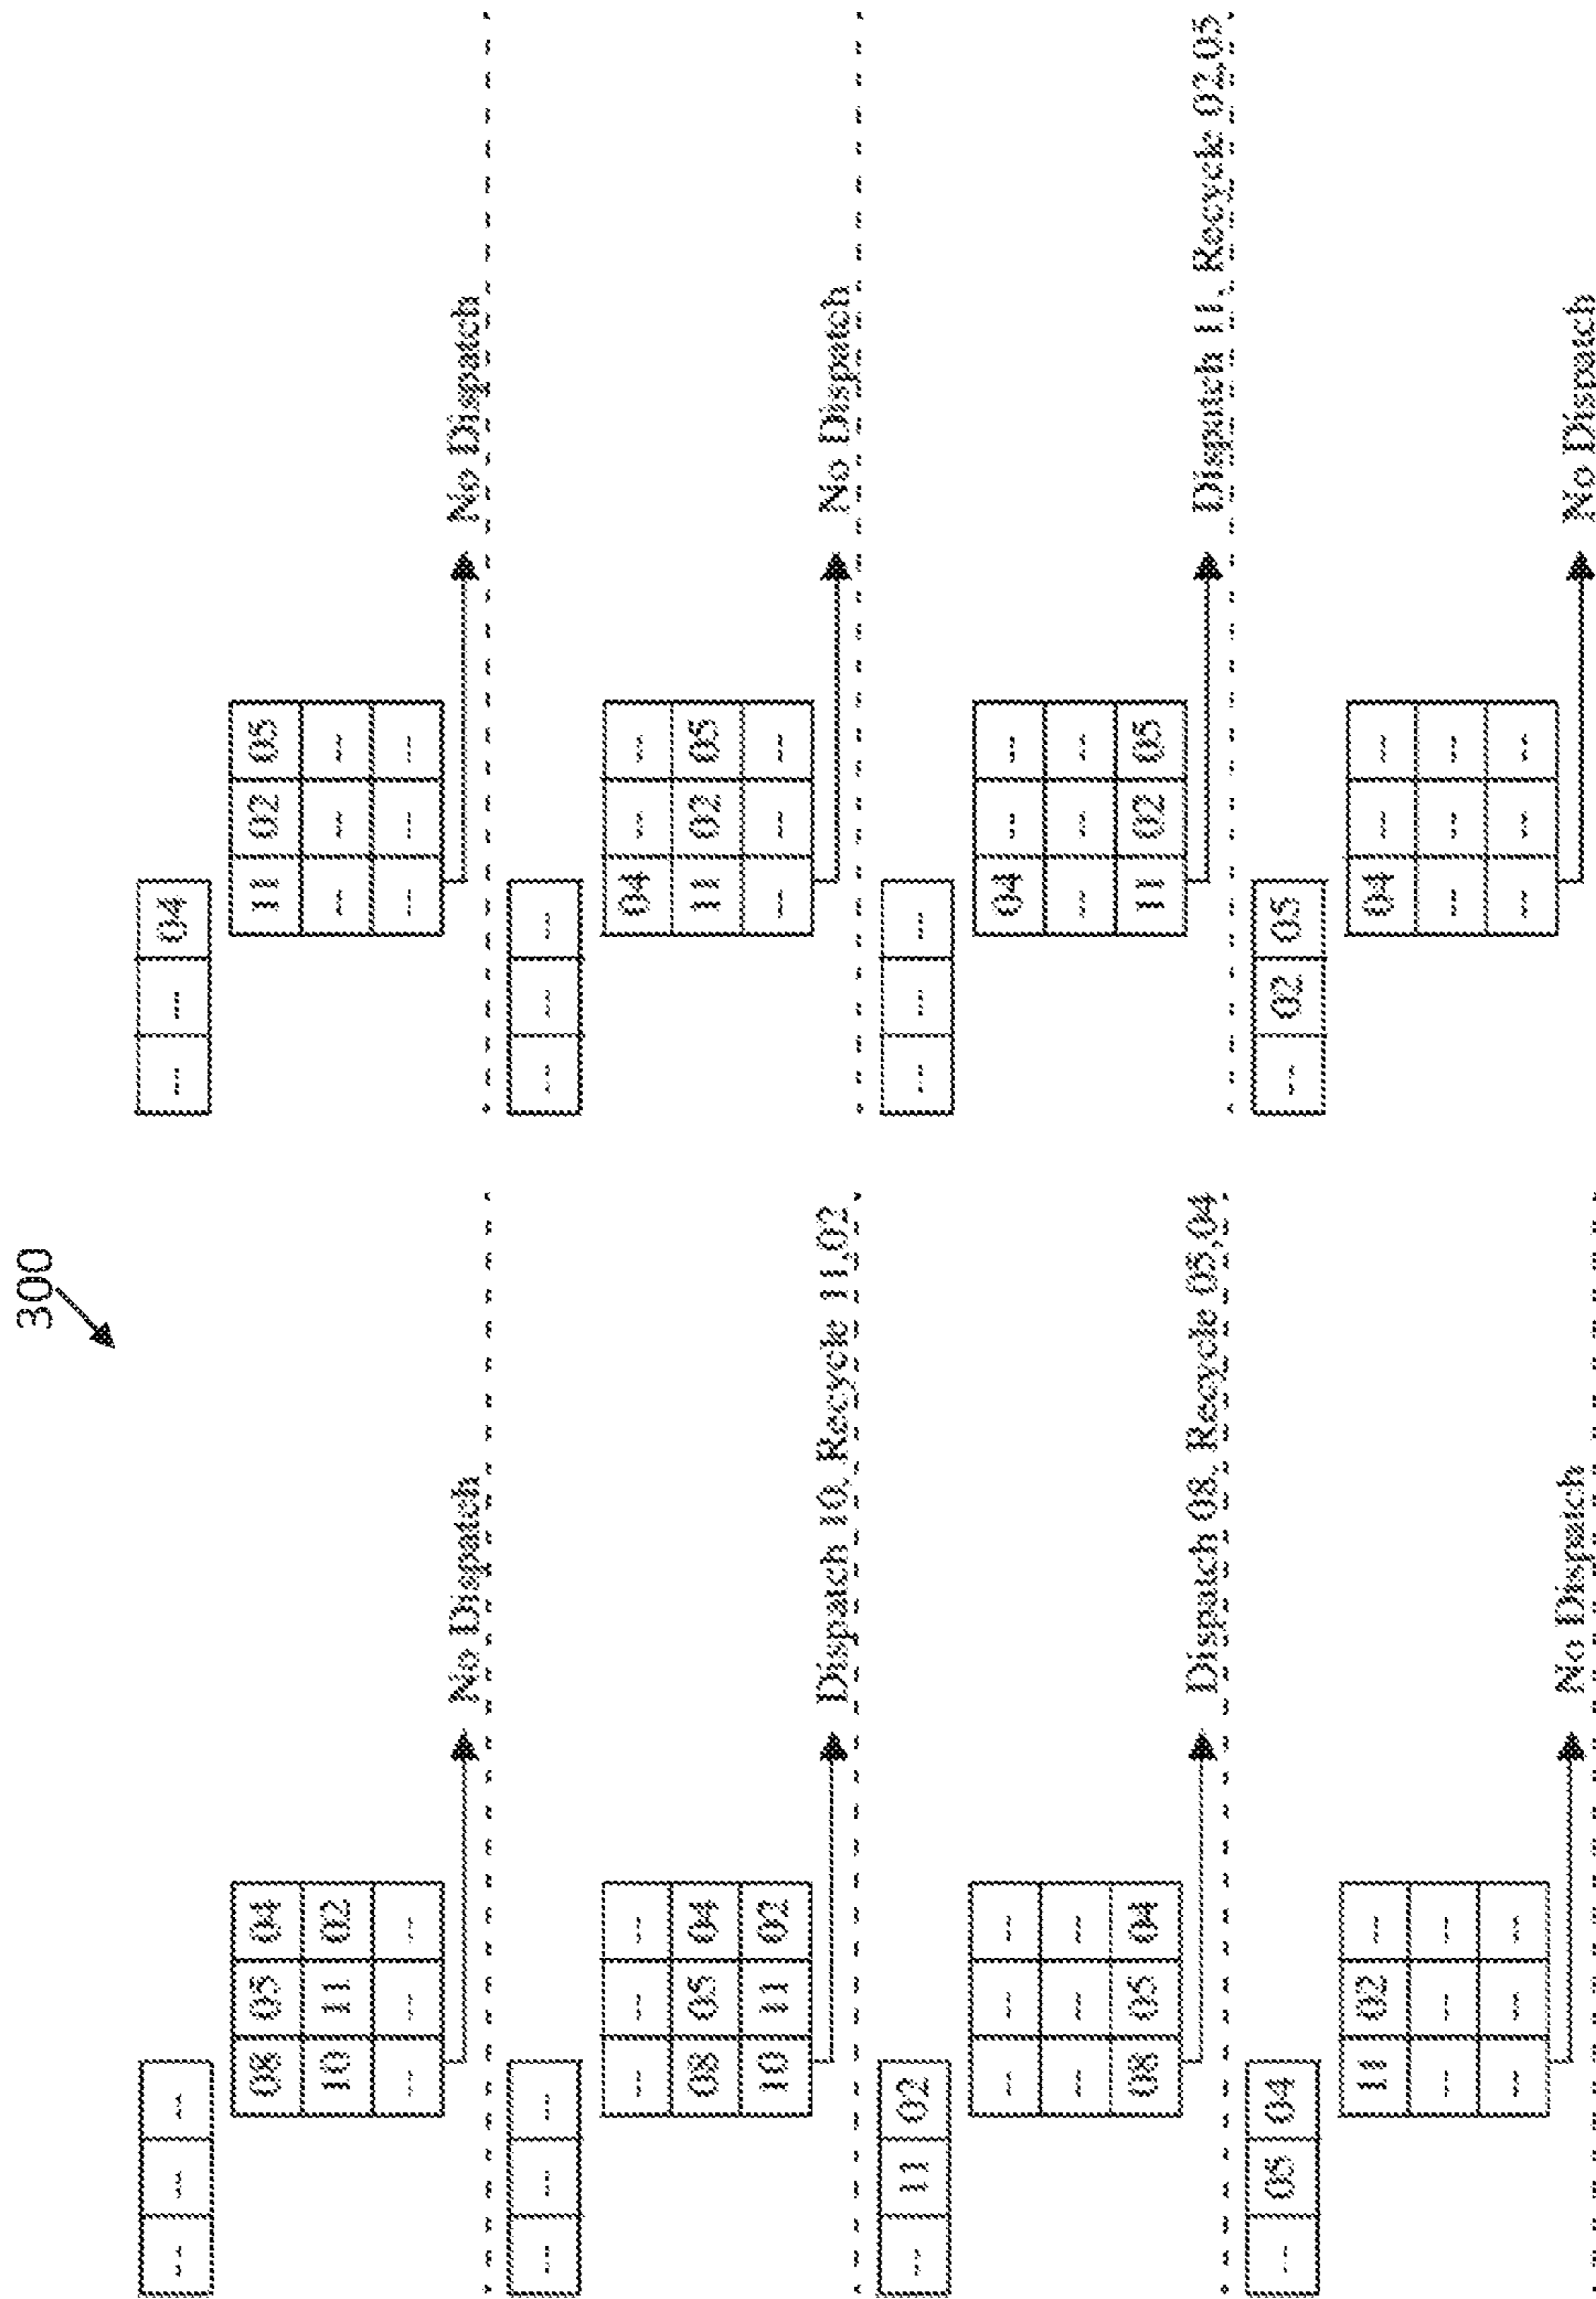 300
-- -- --
08 05 04
10 11 02
-- -- --
No Dispatch
-- -- --
-- -- --
08 05 04
10 11 02
Dispatch 10, Recycle 11,02
-- 11 02
-- -- --
-- -- --
08 05 04
Dispatch 08, Recycle 05,04
-- 05 04
11 02 --
-- -- --
-- -- --
No Dispatch
-- -- 04
11 02 05
-- -- --
-- -- --
No Dispatch
-- -- --
04 -- --
11 02 05
-- -- --
No Dispatch
-- -- --
04 -- --
-- -- --
11 02 05
Dispatch 11, Recycle 02,05
-- 02 05
04 -- --
-- -- --
-- -- --
No Dispatch